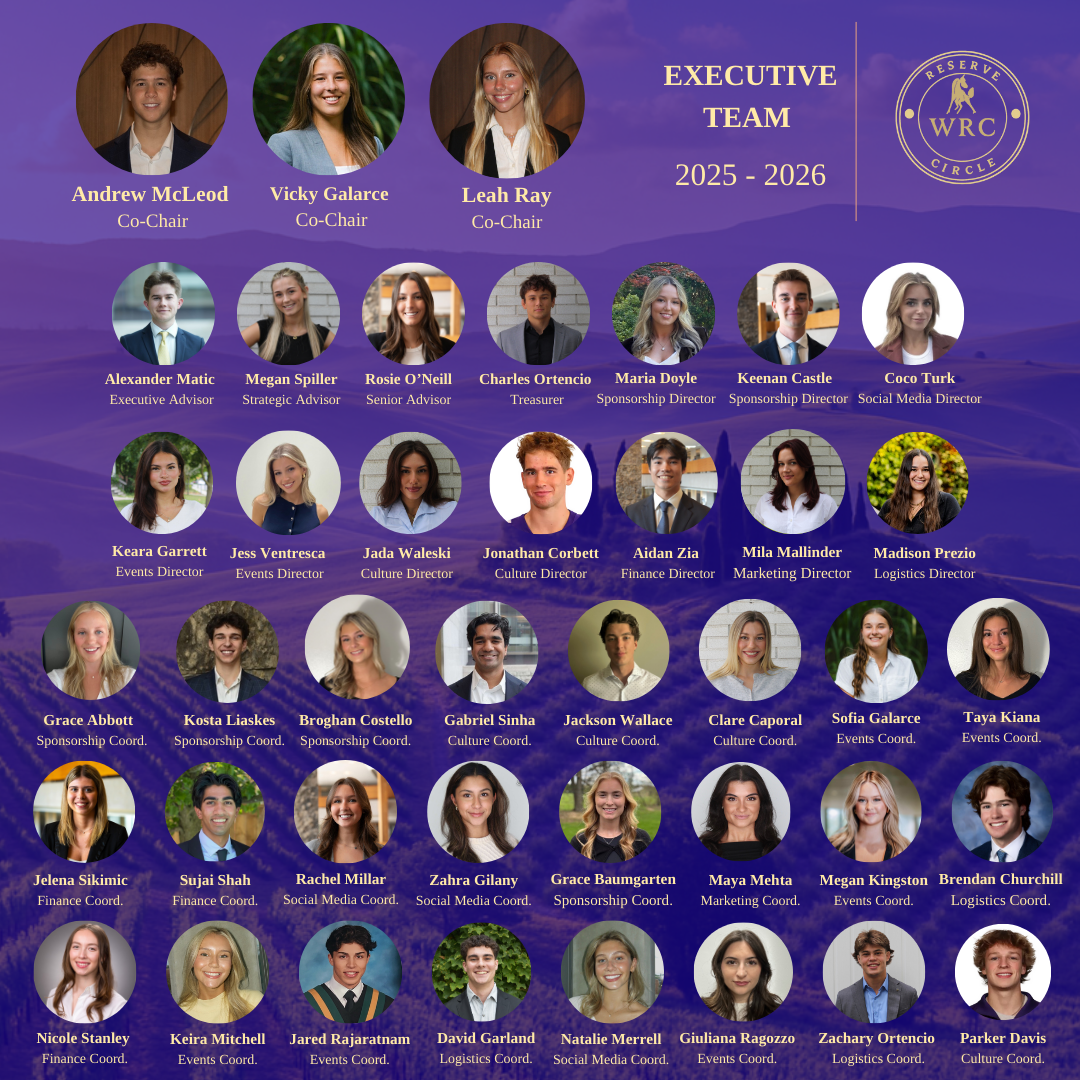 EXECUTIVE
TEAM
2025 - 2026
RESERVE
WRC
CIRCLE
Andrew McLeod
Co-Chair
Vicky Galarce
Co-Chair
Leah Ray
Co-Chair
Alexander Matic
Executive Advisor
Megan Spiller
Strategic Advisor
Rosie O’Neill
Senior Advisor
Charles Ortencio
Treasurer
Maria Doyle
Sponsorship Director
Keenan Castle
Sponsorship Director
Coco Turk
Social Media Director
Keara Garrett
Events Director
Jess Ventresca
Events Director
Jada Waleski
Culture Director
Jonathan Corbett
Culture Director
Aidan Zia
Finance Director
Mila Mallinder
Marketing Director
Madison Prezio
Logistics Director
Grace Abbott
Sponsorship Coord.
Kosta Liaskes
Sponsorship Coord.
Broghan Costello
Sponsorship Coord.
Gabriel Sinha
Culture Coord.
Jackson Wallace
Culture Coord.
Clare Caporal
Culture Coord.
Sofia Galarce
Events Coord.
Taya Kiana
Events Coord.
Jelena Sikimic
Finance Coord.
Sujai Shah
Finance Coord.
Rachel Millar
Social Media Coord.
Zahra Gilany
Social Media Coord.
Grace Baumgarten
Sponsorship Coord.
Maya Mehta
Marketing Coord.
Megan Kingston
Events Coord.
Brendan Churchill
Logistics Coord.
Nicole Stanley
Finance Coord.
Keira Mitchell
Events Coord.
Jared Rajaratnam
Events Coord.
David Garland
Logistics Coord.
Natalie Merrell
Social Media Coord.
Giuliana Ragozzo
Events Coord.
Zachary Ortencio
Logistics Coord.
Parker Davis
Culture Coord.